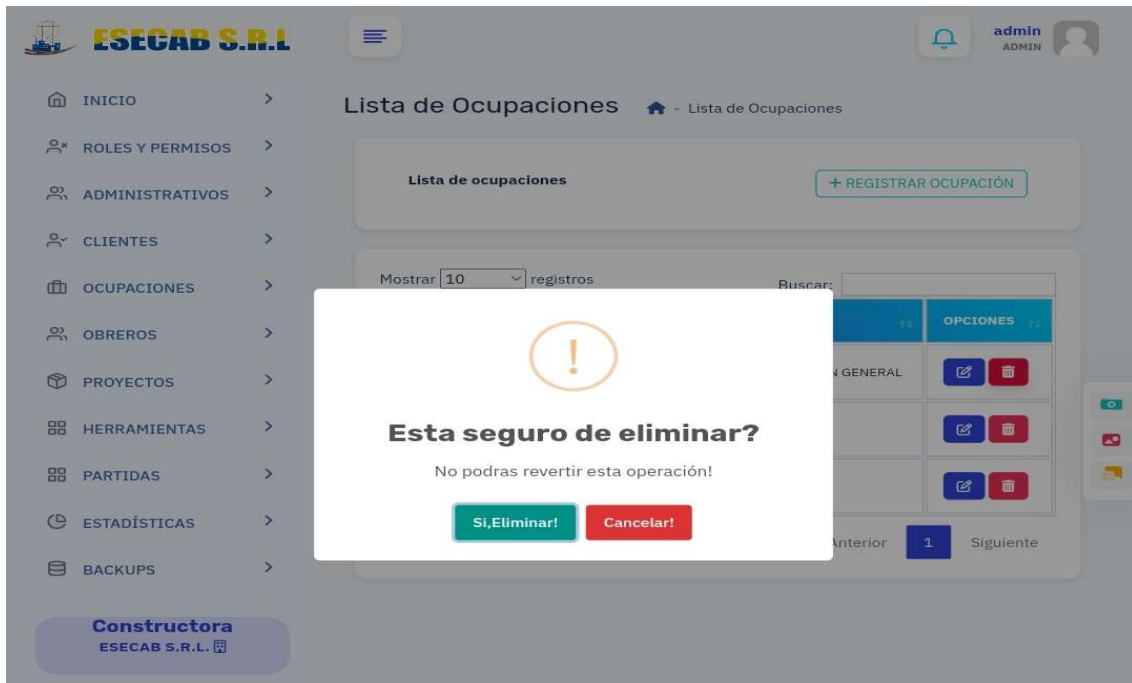 ESECAB S.R.L
admin
ADMIN
INICIO
ROLES Y PERMISOS
ADMINISTRATIVOS
CLIENTES
OCUPACIONES
OBREROS
PROYECTOS
HERRAMIENTAS
PARTIDAS
ESTADÍSTICAS
BACKUPS
Constructora
ESECAB S.R.L.
Lista de Ocupaciones - Lista de Ocupaciones
Lista de ocupaciones
+ REGISTRAR OCUPACIÓN
Mostrar 10 registros
Buscar:
OPCIONES
GENERAL
Esta seguro de eliminar?
No podras revertir esta operación!
Si,Eliminar! Cancelar!
Anterior 1 Siguiente